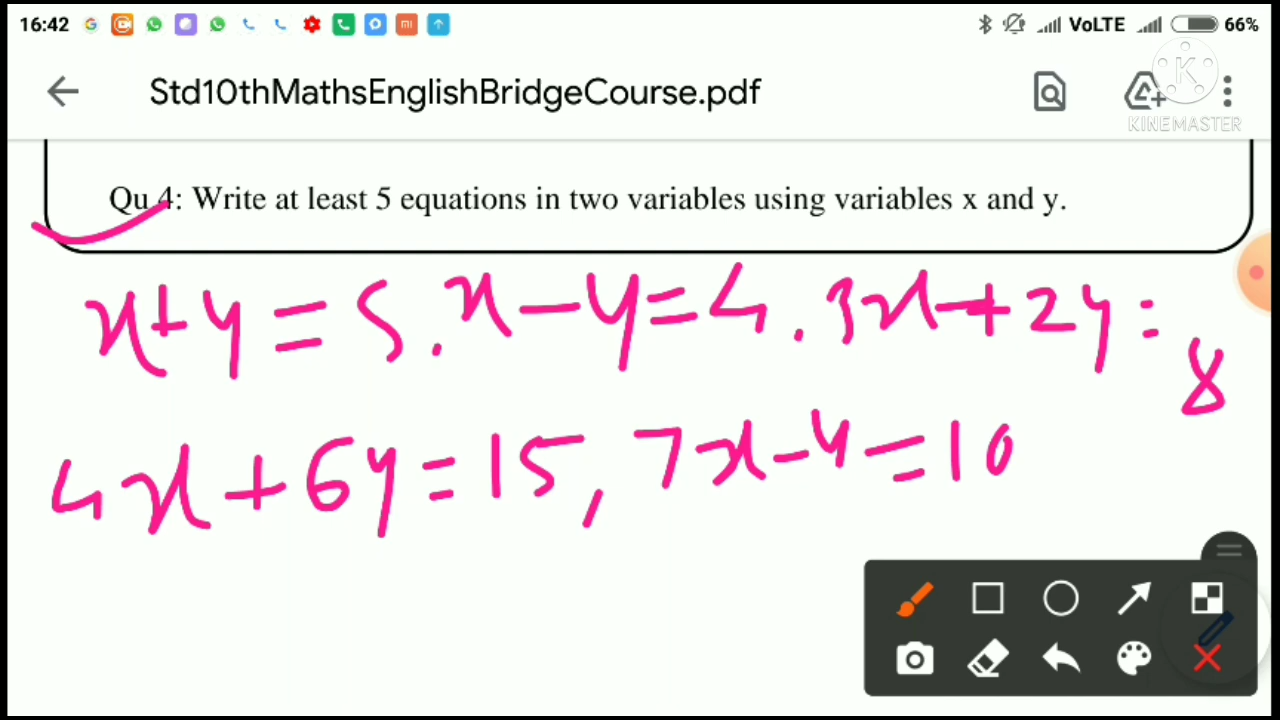 16:42 VoLTE 66%
Std10thMathsEnglishBridgeCourse.pdf
KINEMASTER
Qu 4: Write at least 5 equations in two variables using variables x and y.
x+y=5. x-y=4. 3x+2y=
8
4x+6y=15, 7x-y=10